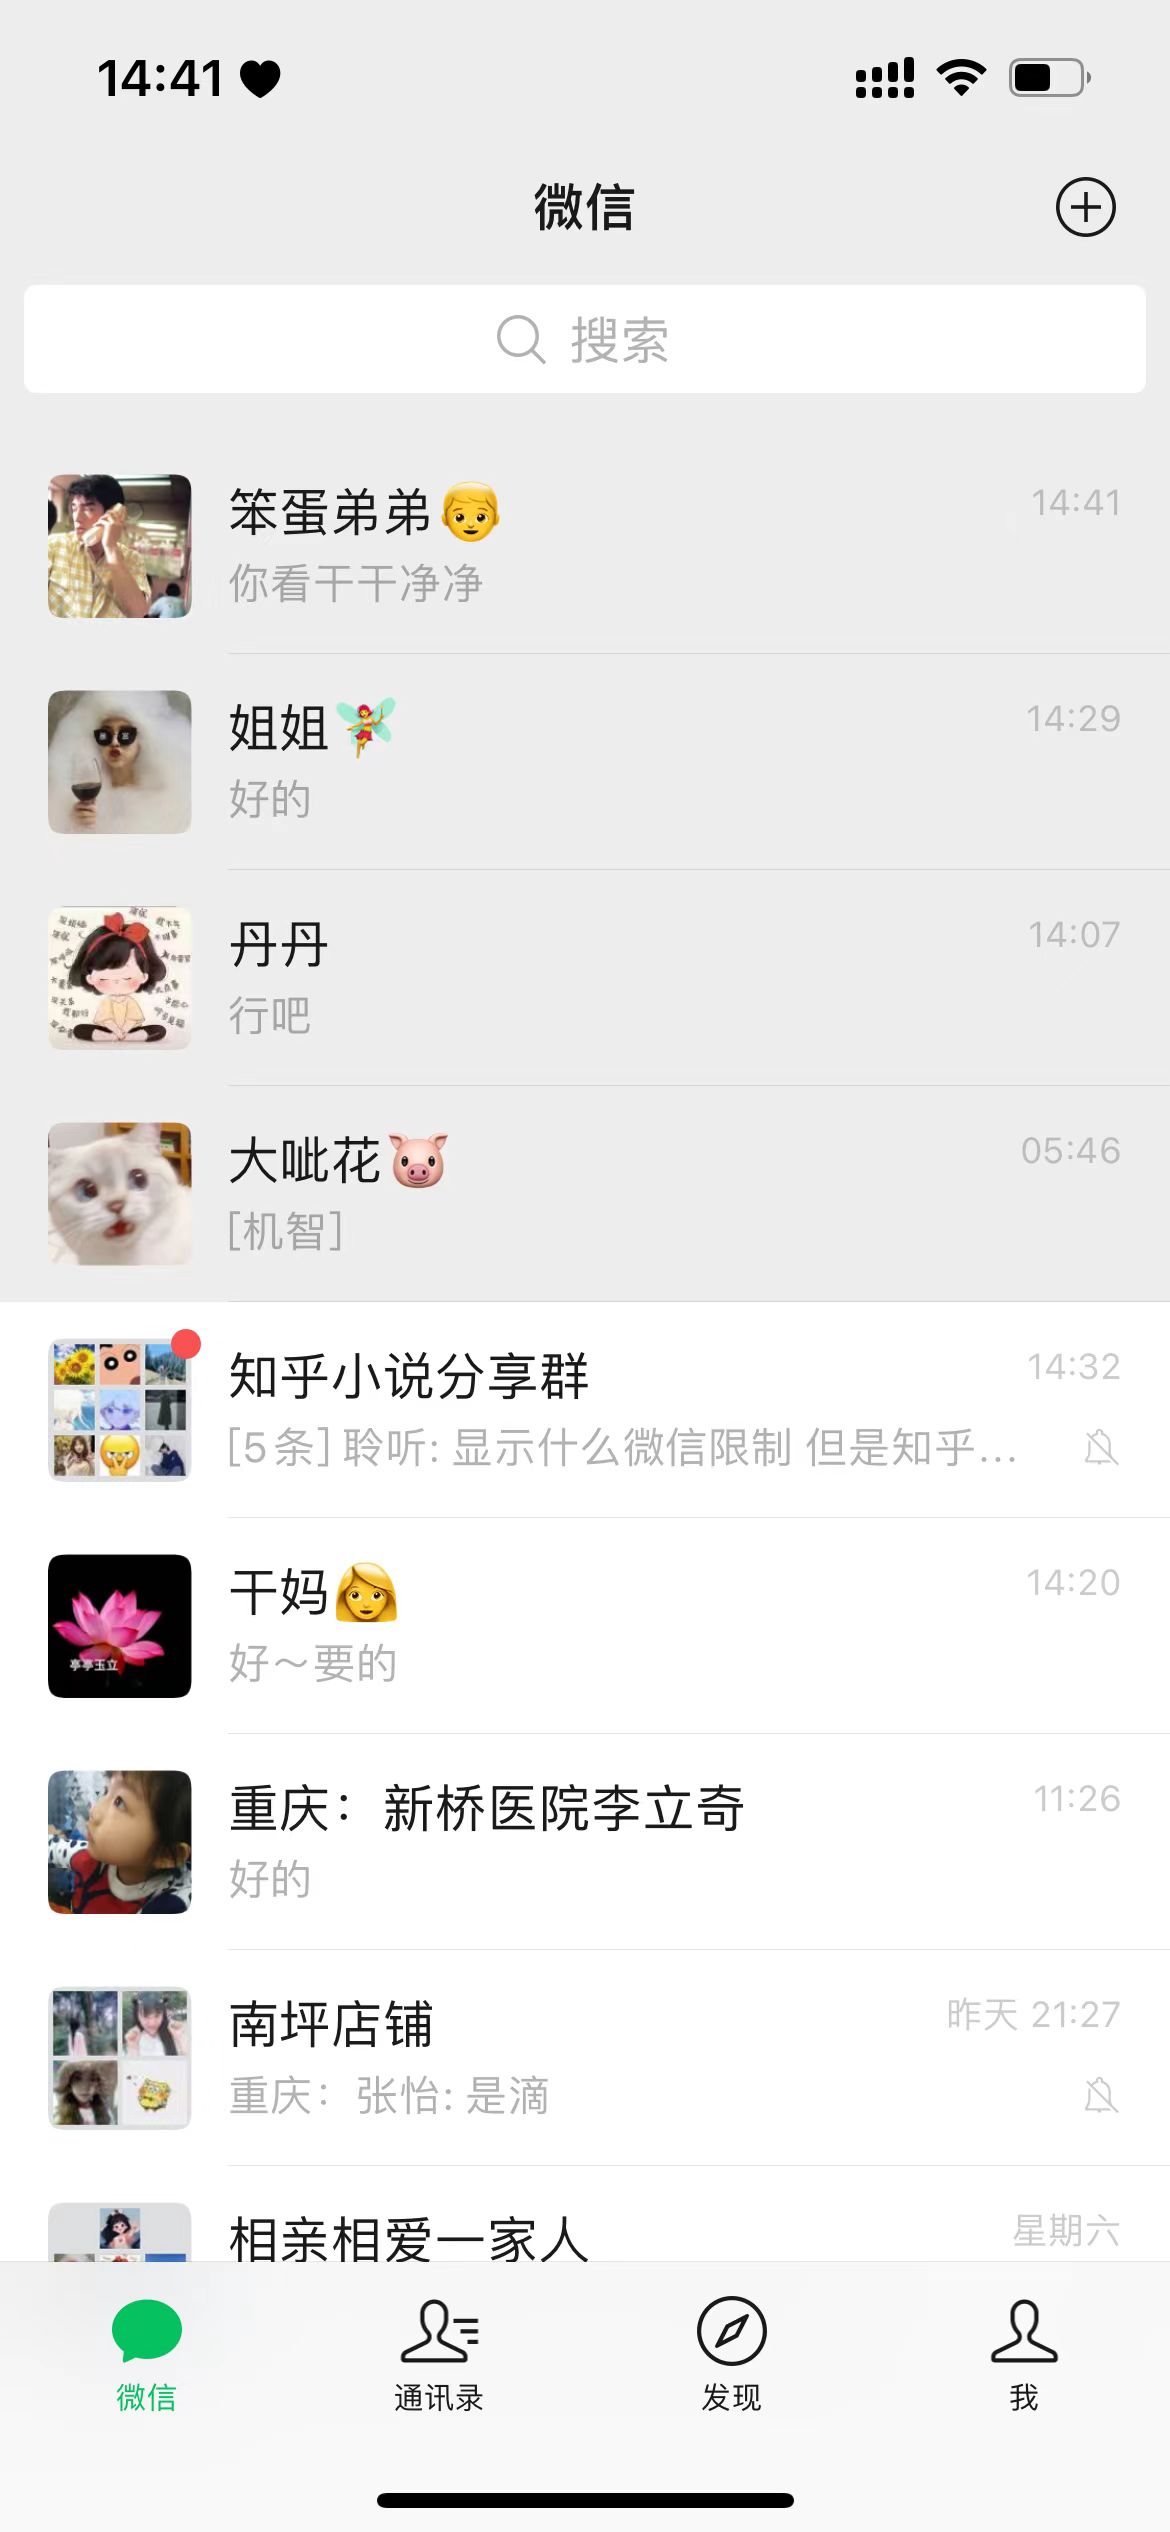 14:41
微信
搜索
笨蛋弟弟👦 14:41
你看干干净净
姐姐🧚‍♀️ 14:29
好的
丹丹 14:07
行吧
大呲花🐷 05:46
[机智]
知乎小说分享群 14:32
[5条] 聆听: 显示什么微信限制 但是知乎...
干妈👩 14:20
亭亭玉立
好～要的
重庆：新桥医院李立奇 11:26
好的
南坪店铺 昨天 21:27
重庆：张怡: 是滴
相亲相爱一家人 星期六
微信 通讯录 发现 我